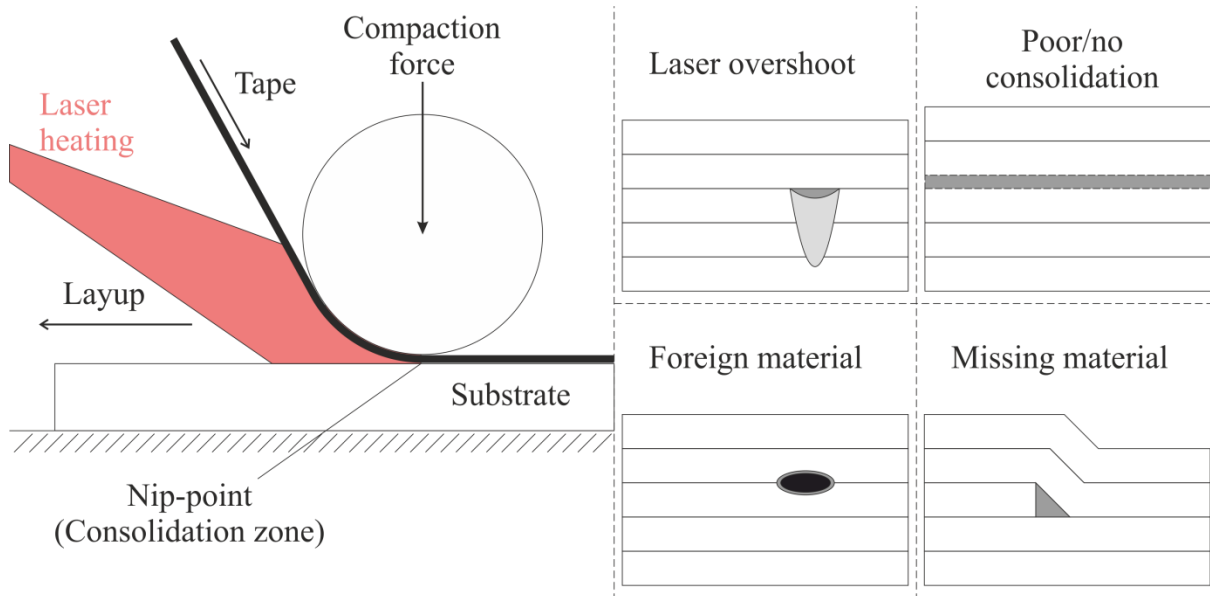 Compaction
force
Tape
Laser
heating
Layup
Substrate
Nip-point
(Consolidation zone)
Laser overshoot
Poor/no
consolidation
Foreign material
Missing material